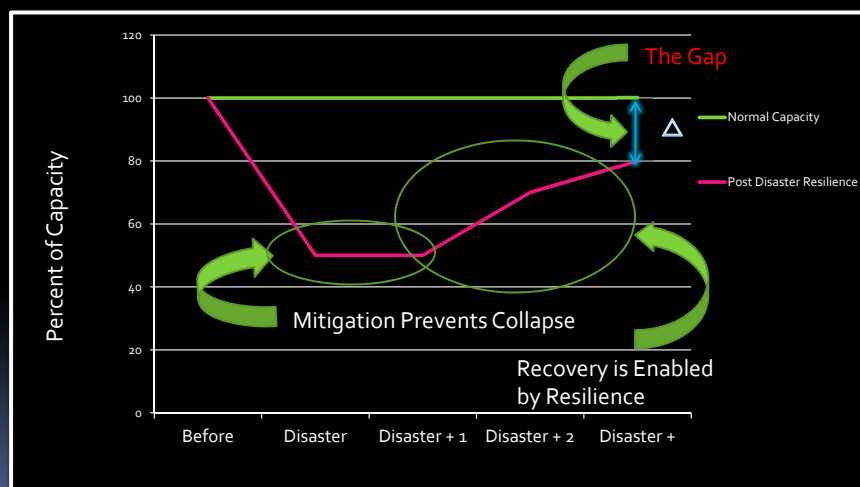 120
100
80
60
40
20
0
Percent of Capacity
The Gap
△
Normal Capacity
Post Disaster Resilience
Mitigation Prevents Collapse
Recovery is Enabled
by Resilience
Before
Disaster
Disaster + 1
Disaster + 2
Disaster +